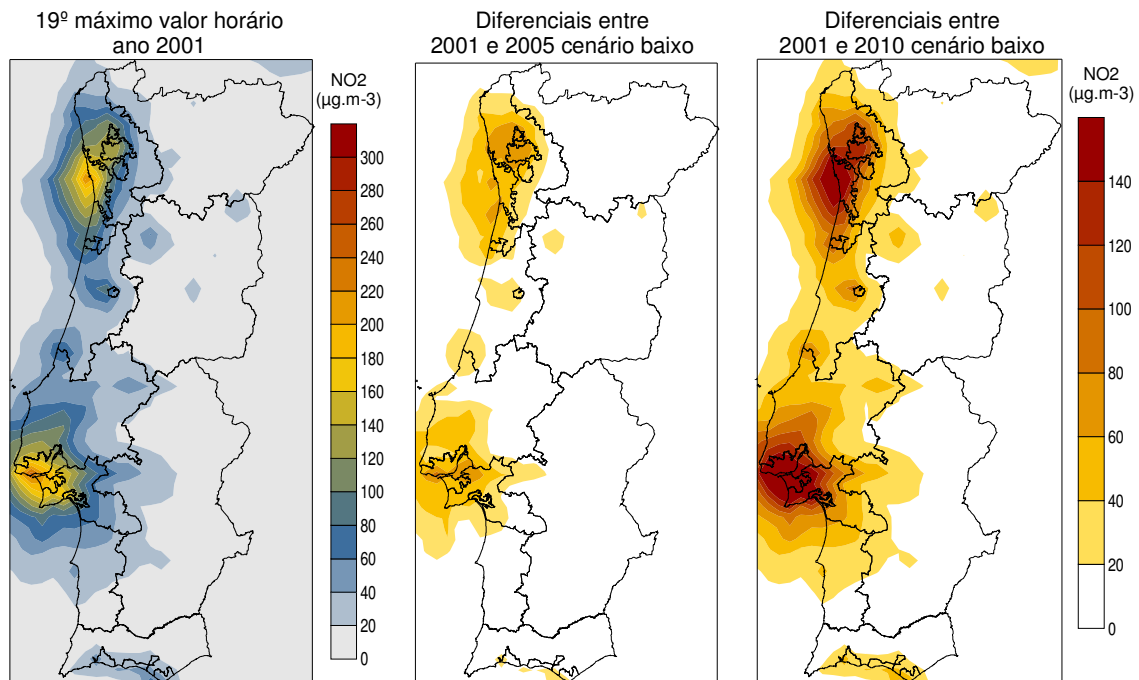 19º máximo valor horário
ano 2001
NO2
(µg.m-3)
300
280
260
240
220
200
180
160
140
120
100
80
60
40
20
0
Diferenciais entre
2001 e 2005 cenário baixo
Diferenciais entre
2001 e 2010 cenário baixo
NO2
(µg.m-3)
140
120
100
80
60
40
20
0